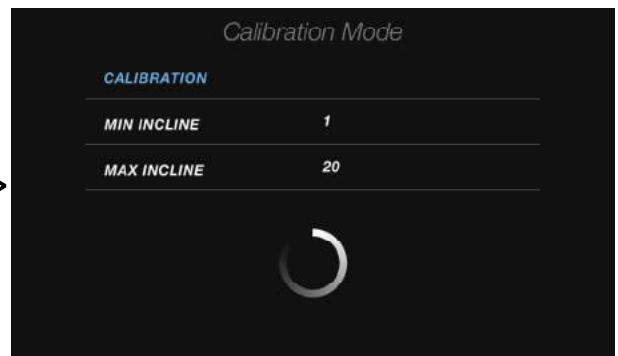 Calibration Mode
CALIBRATION
MIN INCLINE 1
MAX INCLINE 20